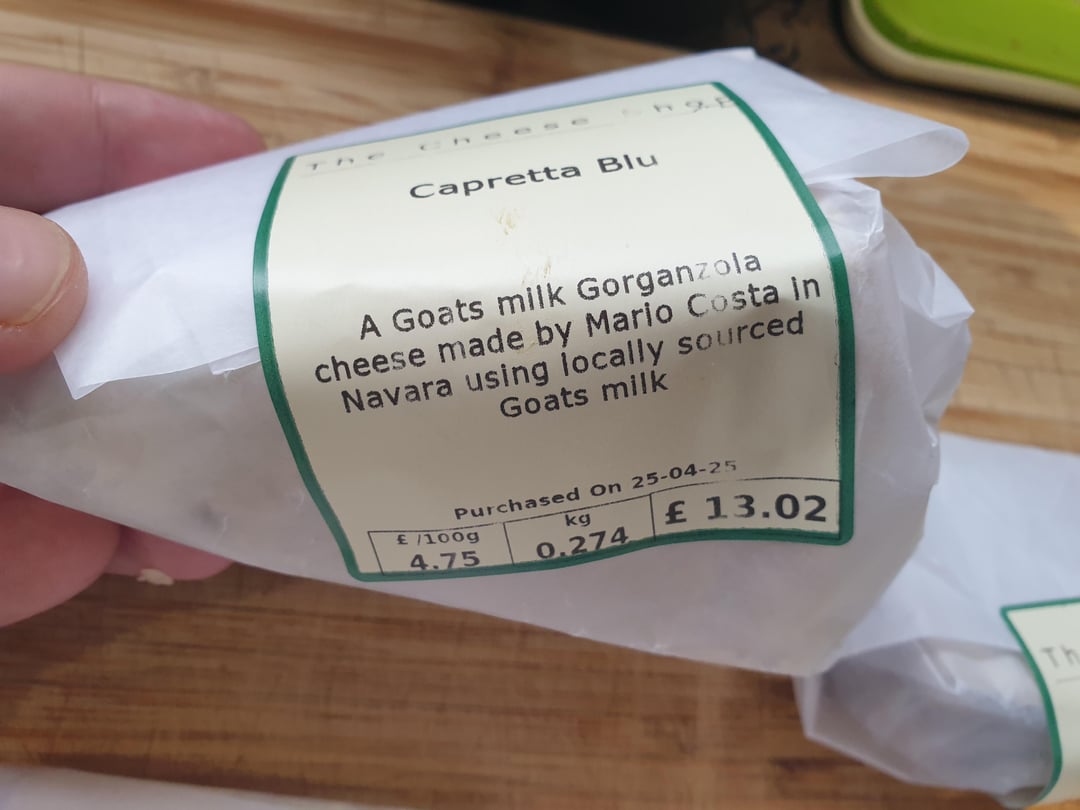 The Cheese Shop
Capretta Blu
A Goats milk Gorganzola
cheese made by Mario Costa in
Navara using locally sourced
Goats milk
Purchased On 25-04-25
£ /100g
4.75
kg
0.274
£ 13.02
Th